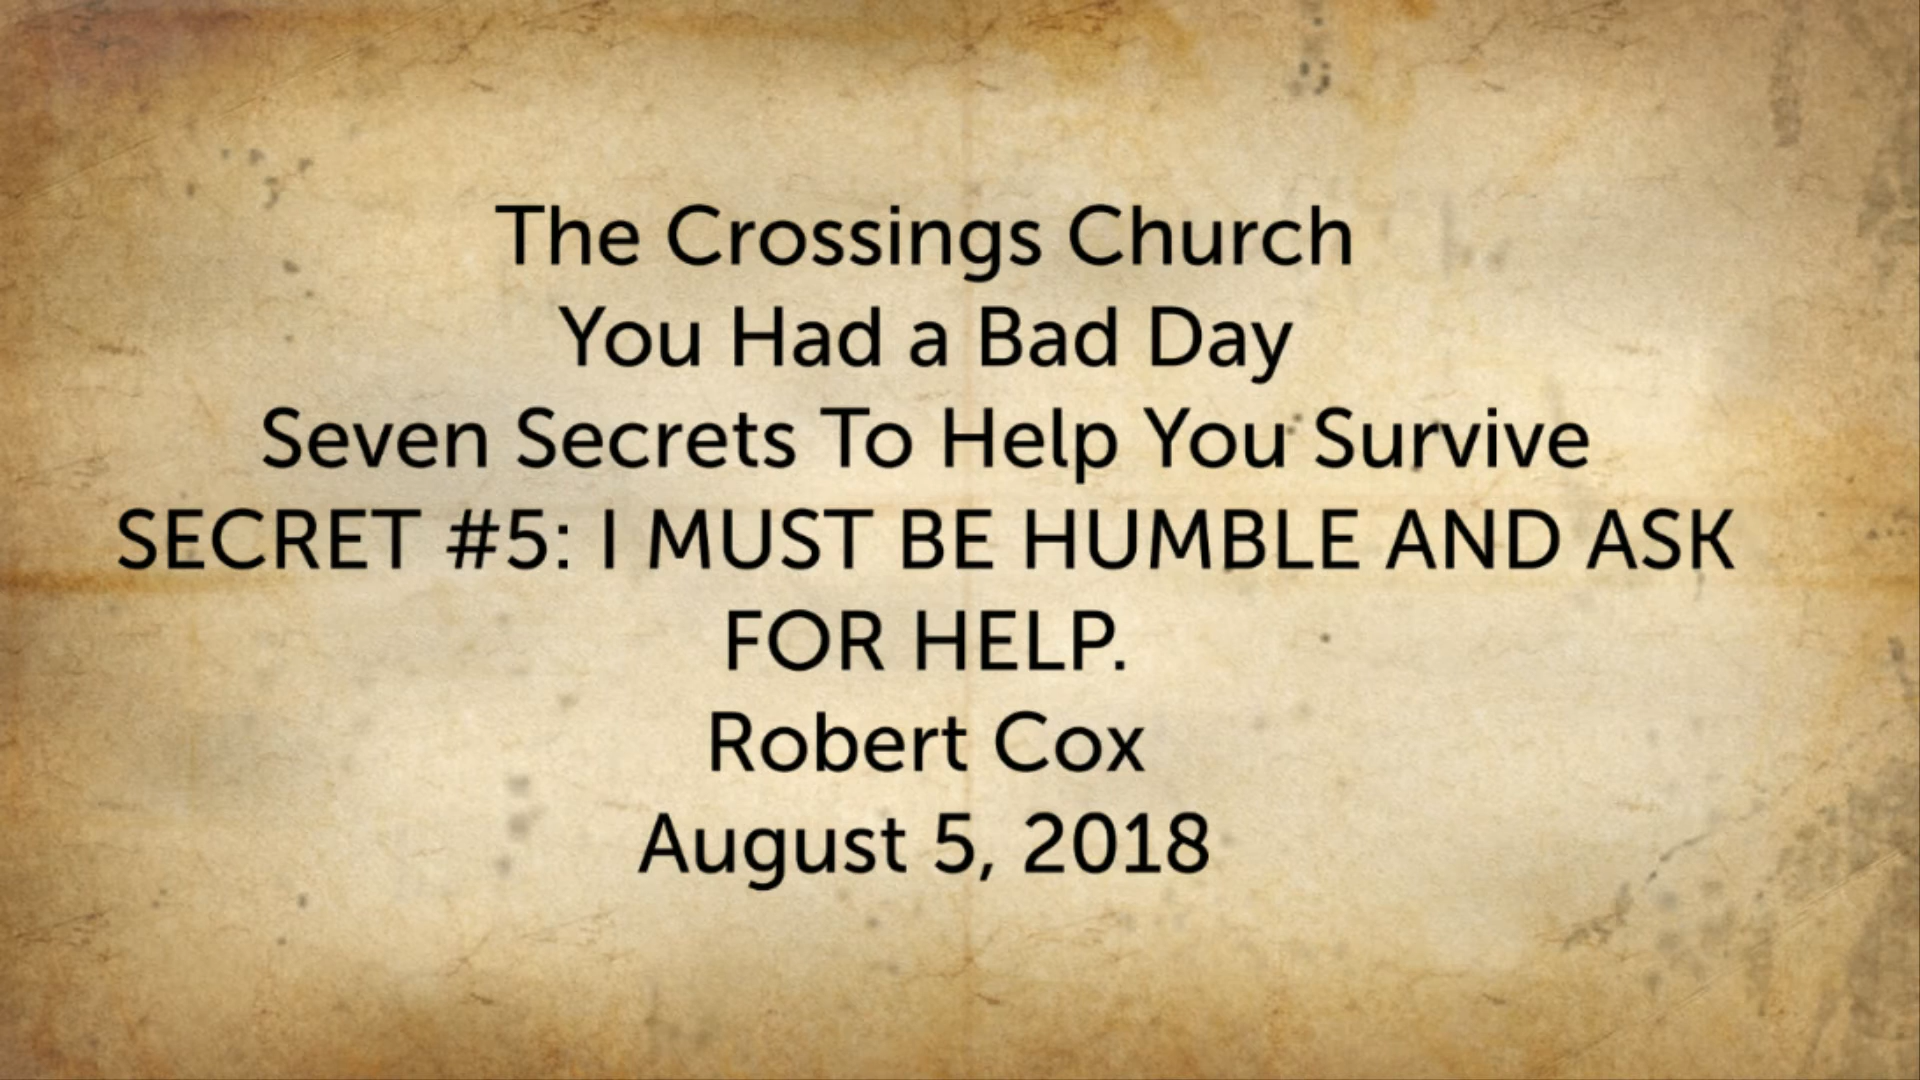 The Crossings Church
You Had a Bad Day
Seven Secrets To Help You Survive
SECRET #5: I MUST BE HUMBLE AND ASK
FOR HELP.
Robert Cox
August 5, 2018